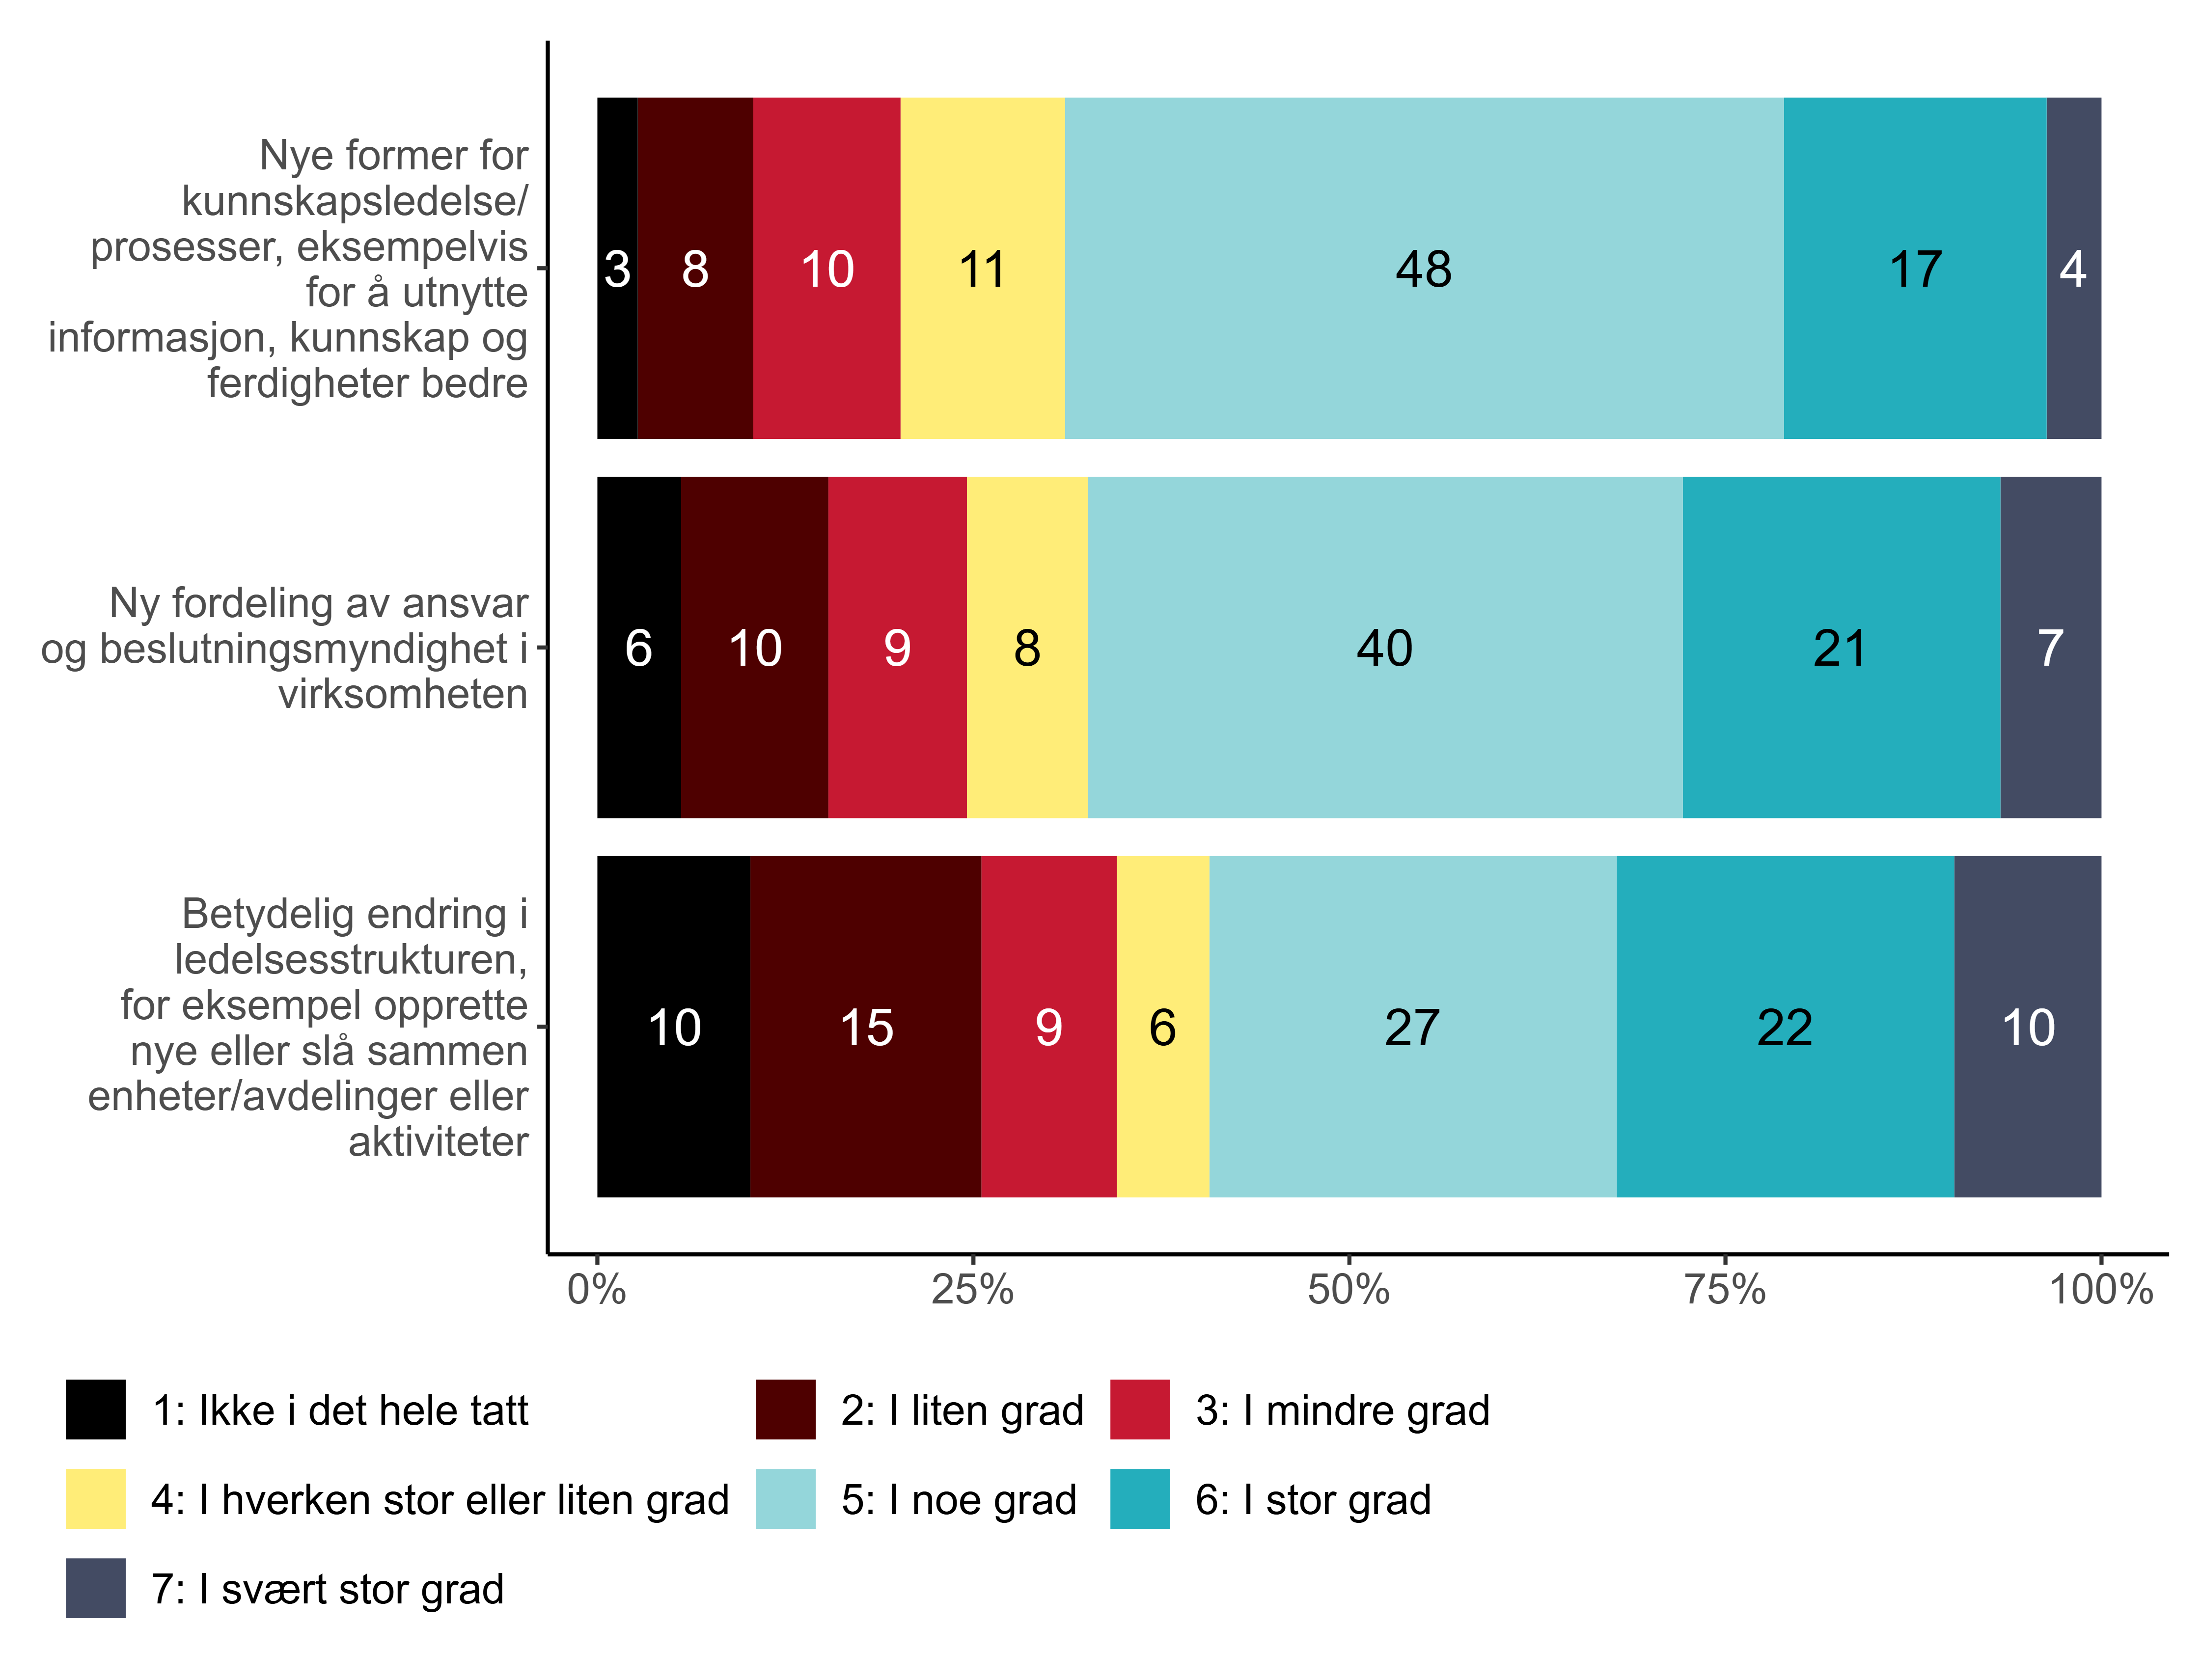 Nye former for
kunnskapsledelse/
prosesser, eksempelvis
for å utnytte
informasjon, kunnskap og
ferdigheter bedre
3 8 10 11 48 17 4
Ny fordeling av ansvar
og beslutningsmyndighet i
virksomheten
6 10 9 8 40 21 7
Betydelig endring i
ledelsesstrukturen,
for eksempel opprette
nye eller slå sammen
enheter/avdelinger eller
aktiviteter
10 15 9 6 27 22 10
0% 25% 50% 75% 100%
1: Ikke i det hele tatt 2: I liten grad 3: I mindre grad
4: I hverken stor eller liten grad 5: I noe grad 6: I stor grad
7: I svært stor grad